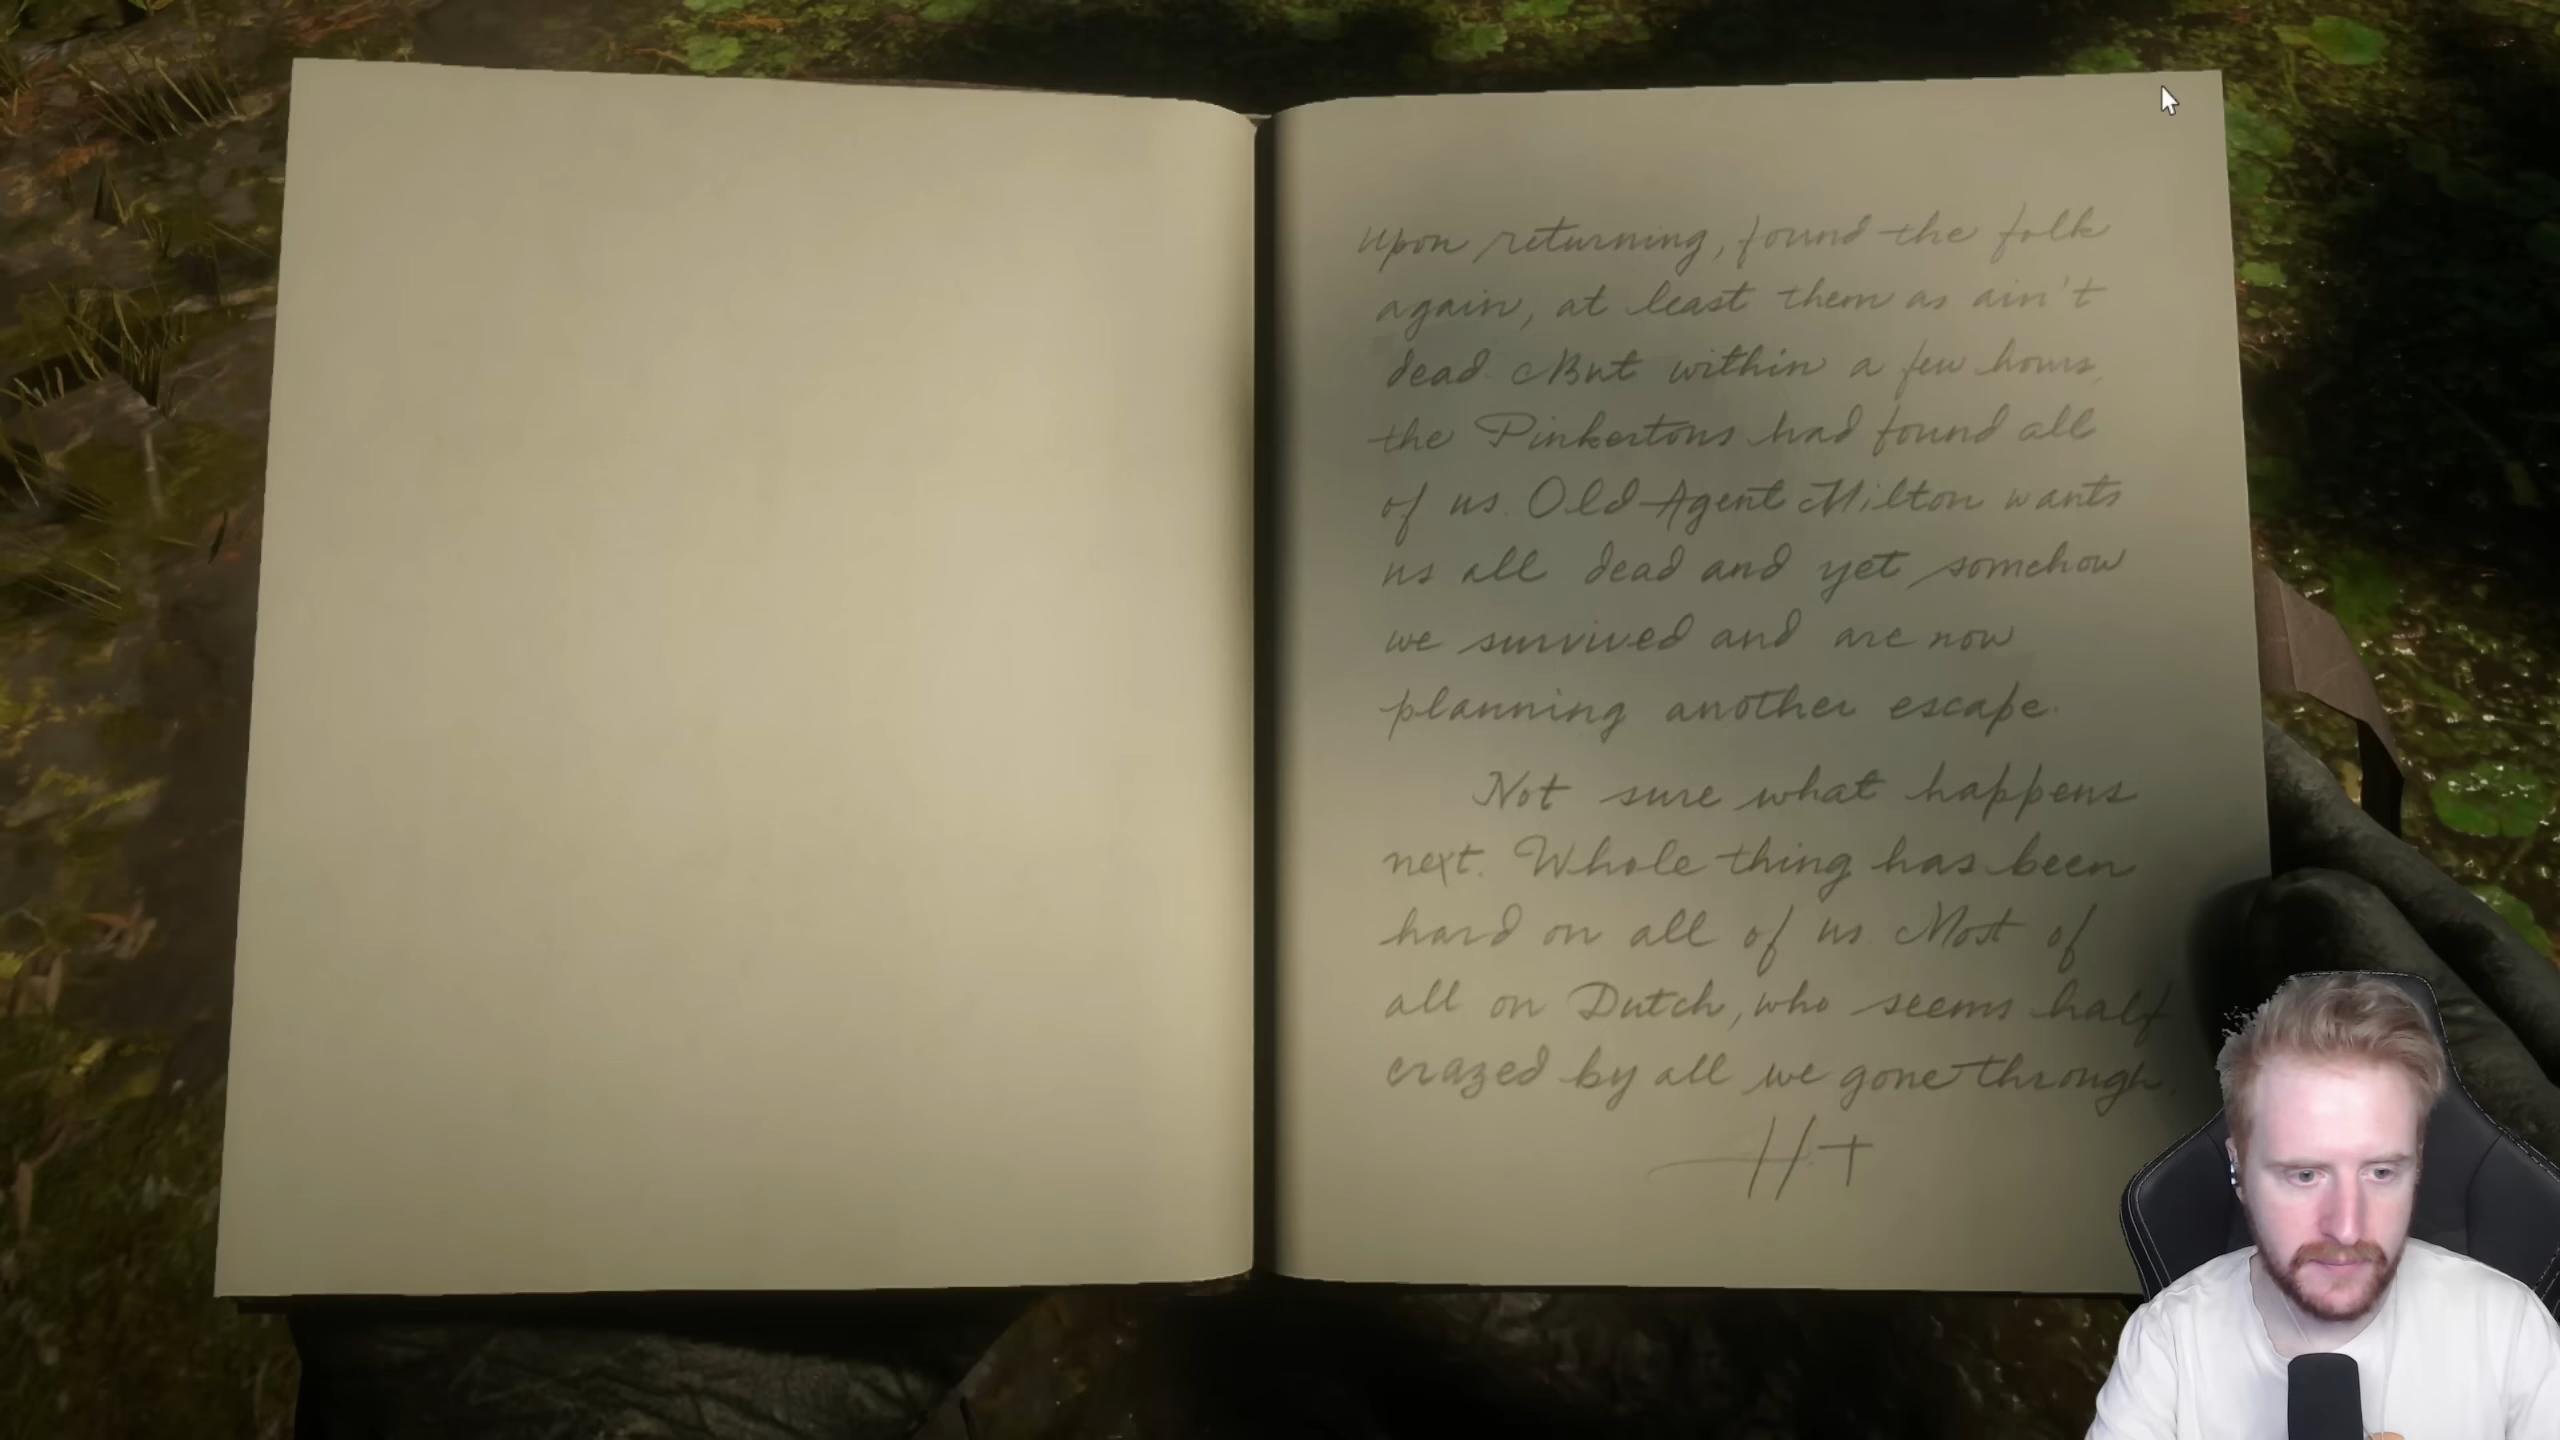 Upon returning, found the folk
again, at least them as ain't
dead. But within a few hours,
the Pinkertons had found all
of us. Old Agent Milton wants
us all dead and yet somehow
we survived and are now
planning another escape.
Not sure what happens
next. Whole thing has been
hard on all of us. Most of
all on Dutch, who seems half
crazed by all we gone through.